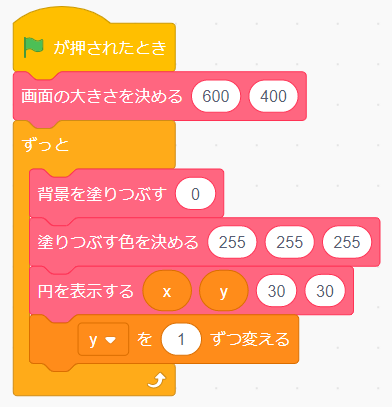 が押されたとき
画面の大きさを決める 600 400
ずっと
背景を塗りつぶす 0
塗りつぶす色を決める 255 255 255
円を表示する x y 30 30
y を 1 ずつ変える